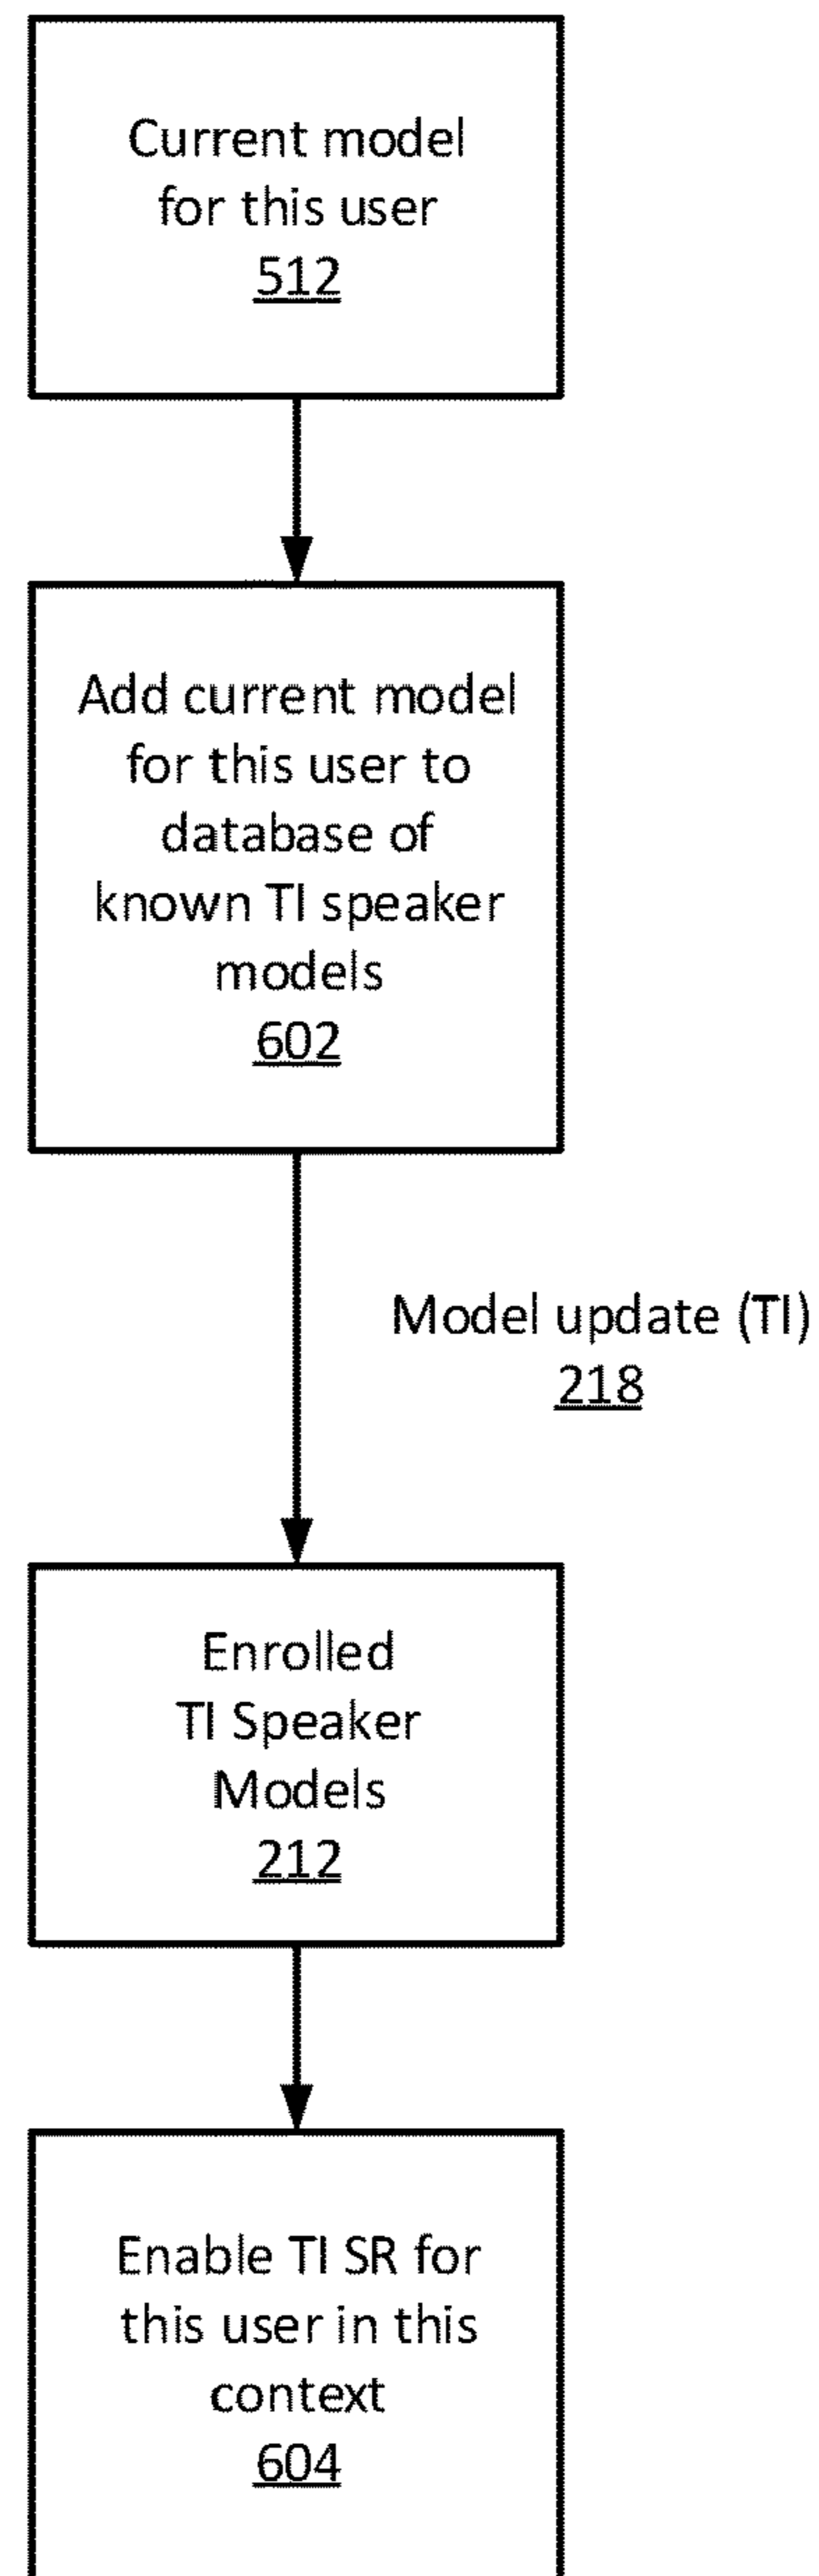 Current model
for this user
512
Add current model
for this user to
database of
known TI speaker
models
602
Model update (TI)
218
Enrolled
TI Speaker
Models
212
Enable TI SR for
this user in this
context
604